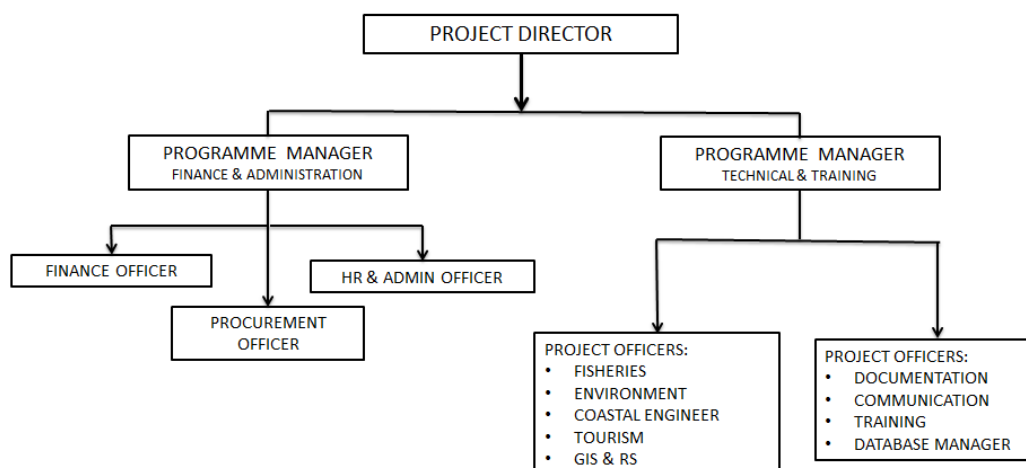 PROJECT DIRECTOR
PROGRAMME MANAGER
FINANCE & ADMINISTRATION
PROGRAMME MANAGER
TECHNICAL & TRAINING
FINANCE OFFICER
HR & ADMIN OFFICER
PROCUREMENT
OFFICER
PROJECT OFFICERS:
• FISHERIES
• ENVIRONMENT
• COASTAL ENGINEER
• TOURISM
• GIS & RS
PROJECT OFFICERS:
• DOCUMENTATION
• COMMUNICATION
• TRAINING
• DATABASE MANAGER